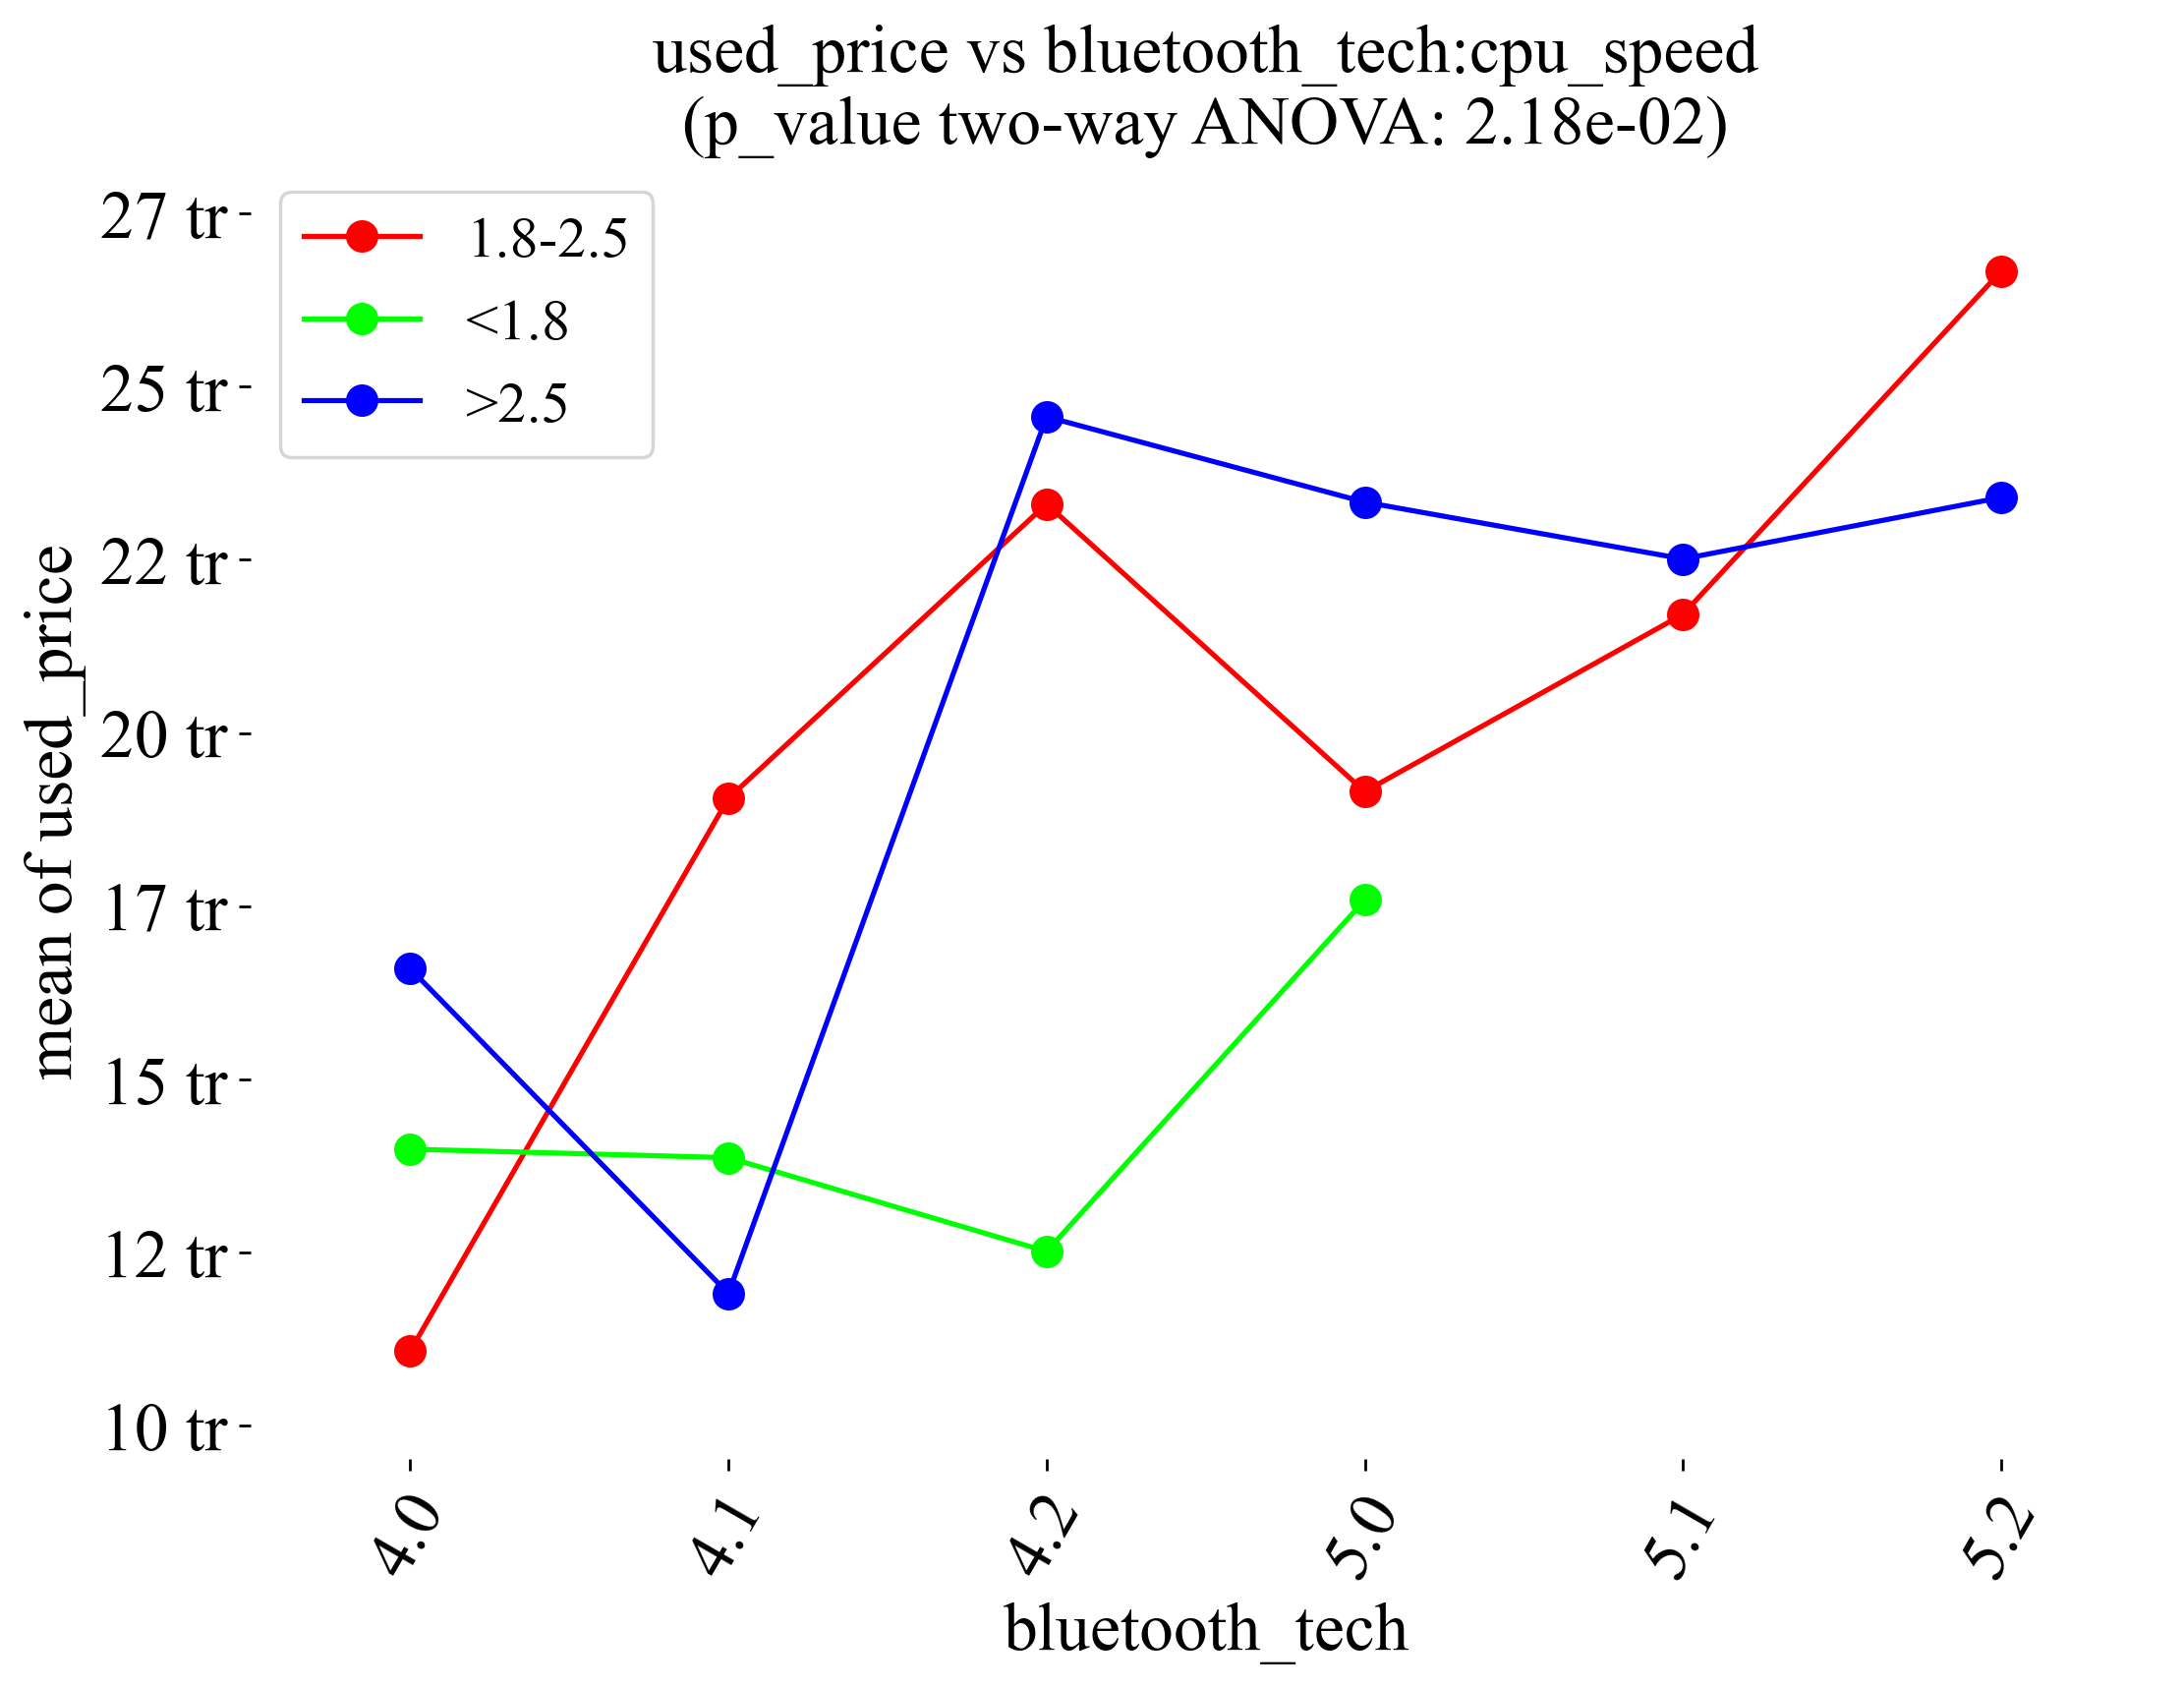 used_price vs bluetooth_tech:cpu_speed
(p_value two-way ANOVA: 2.18e-02)
1.8-2.5
<1.8
>2.5
mean of used_price
27 tr
25 tr
22 tr
20 tr
17 tr
15 tr
12 tr
10 tr
4.0
4.1
4.2
5.0
5.1
5.2
bluetooth_tech